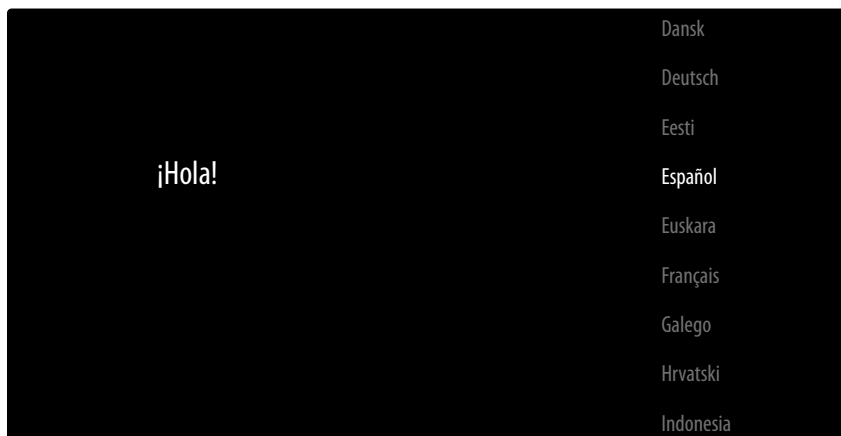 ¡Hola!
Dansk
Deutsch
Eesti
Español
Euskara
Français
Galego
Hrvatski
Indonesia